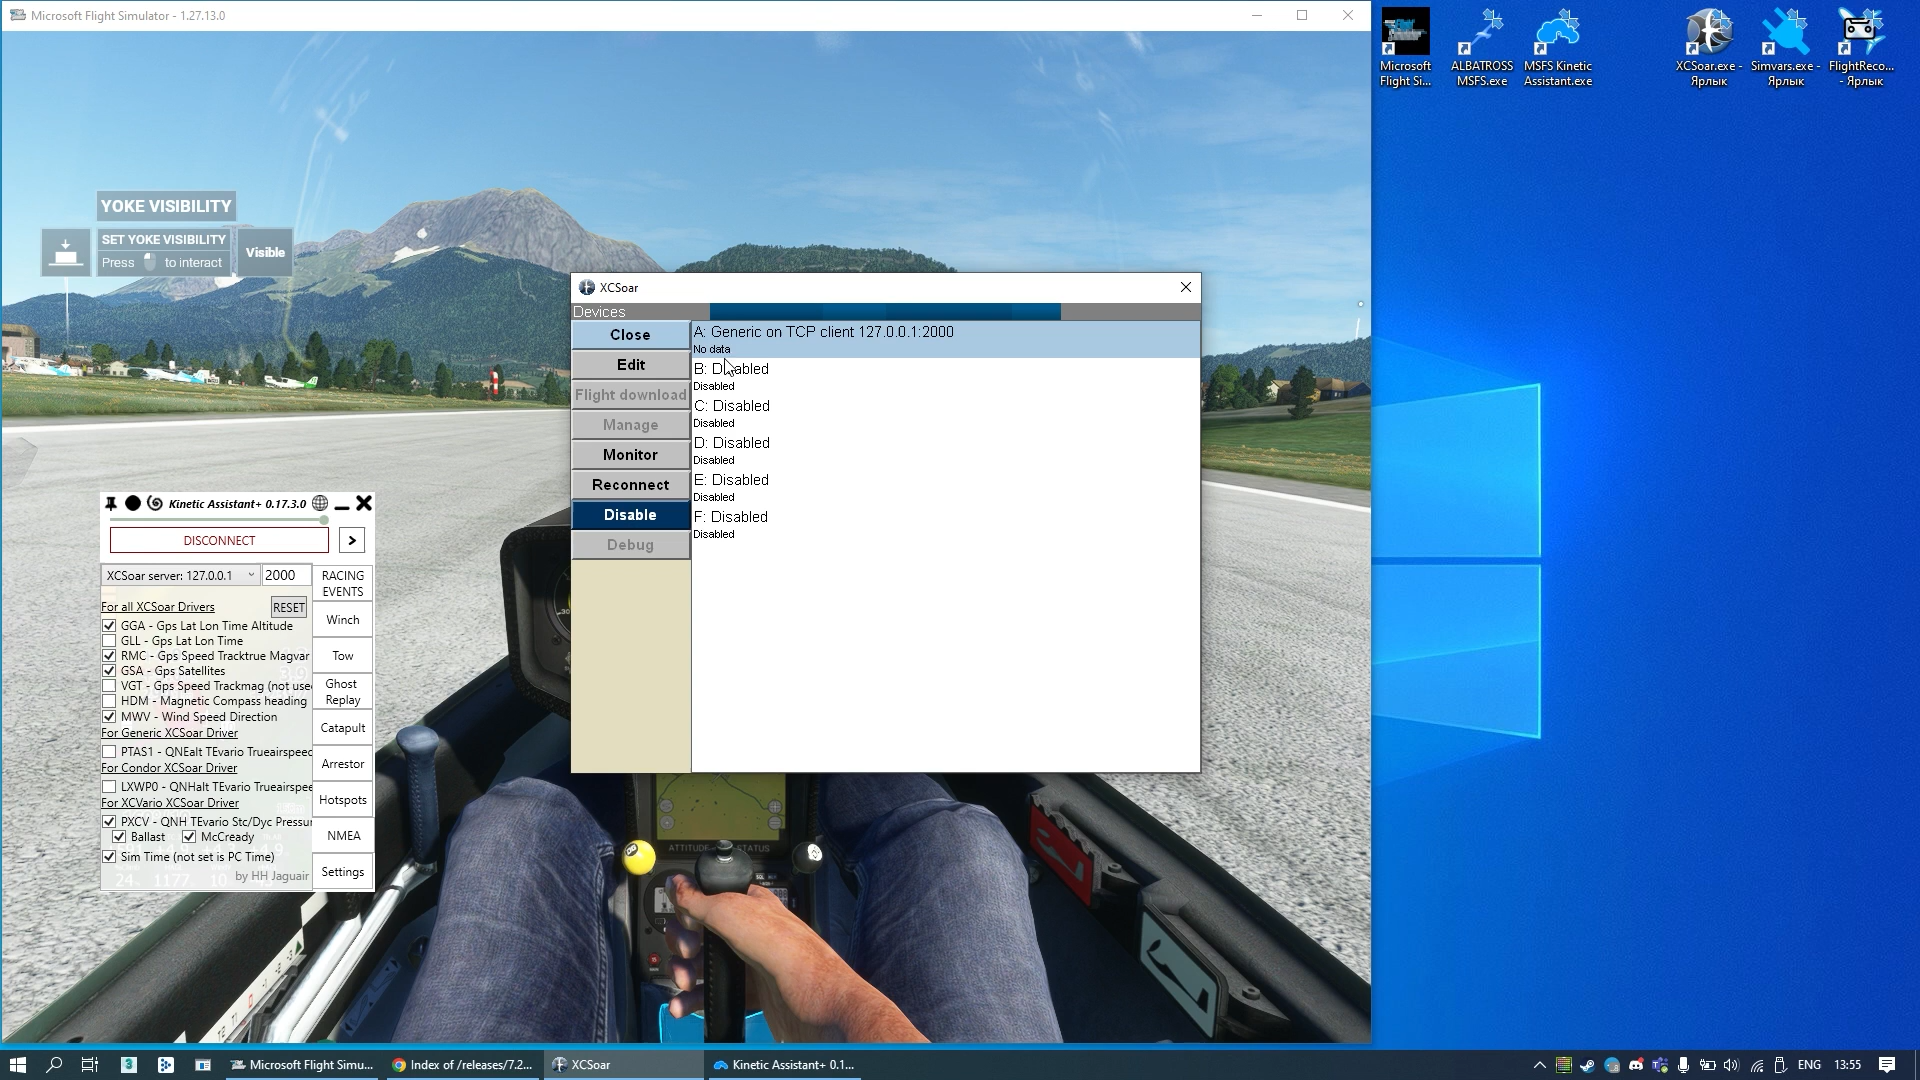 Microsoft Flight Simulator - 1.27.13.0
Microsoft Flight Si...
ALBATROSS MSFS.exe
MSFS Kinetic Assistant.exe
XCSoar.exe - Ярлык
Simvars.exe - Ярлык
FlightReco... - Ярлык
YOKE VISIBILITY
SET YOKE VISIBILITY
Press to interact
Visible
XCSoar
Devices
Close
Edit
Flight download
Manage
Monitor
Reconnect
Disable
Debug
A: Generic on TCP client 127.0.0.1:2000
No data
B: Disabled
Disabled
C: Disabled
Disabled
D: Disabled
Disabled
E: Disabled
Disabled
F: Disabled
Disabled
Kinetic Assistant+ 0.17.3.0
DISCONNECT
>
XCSoar server: 127.0.0.1
2000
For all XCSoar Drivers
RESET
GGA - Gps Lat Lon Time Altitude
GLL - Gps Lat Lon Time
RMC - Gps Speed Tracktrue Magvar
GSA - Gps Satellites
VGT - Gps Speed Trackmag (not use
HDM - Magnetic Compass heading
MWV - Wind Speed Direction
For Generic XCSoar Driver
PTAS1 - QNEalt TEvario Trueairspeed
For Condor XCSoar Driver
LXWP0 - QNHalt TEvario Trueairspee
For XCVario XCSoar Driver
PXCV - QNH TEvario Stc/Dyc Pressur
Ballast
McCready
Sim Time (not set is PC Time)
by HH Jaguair
RACING EVENTS
Winch
Tow
Ghost Replay
Catapult
Arrestor
Hotspots
NMEA
Settings
ATTITUDE
STATUS
Microsoft Flight Simu...
Index of /releases/7.2...
XCSoar
Kinetic Assistant+ 0.1...
ENG
13:55